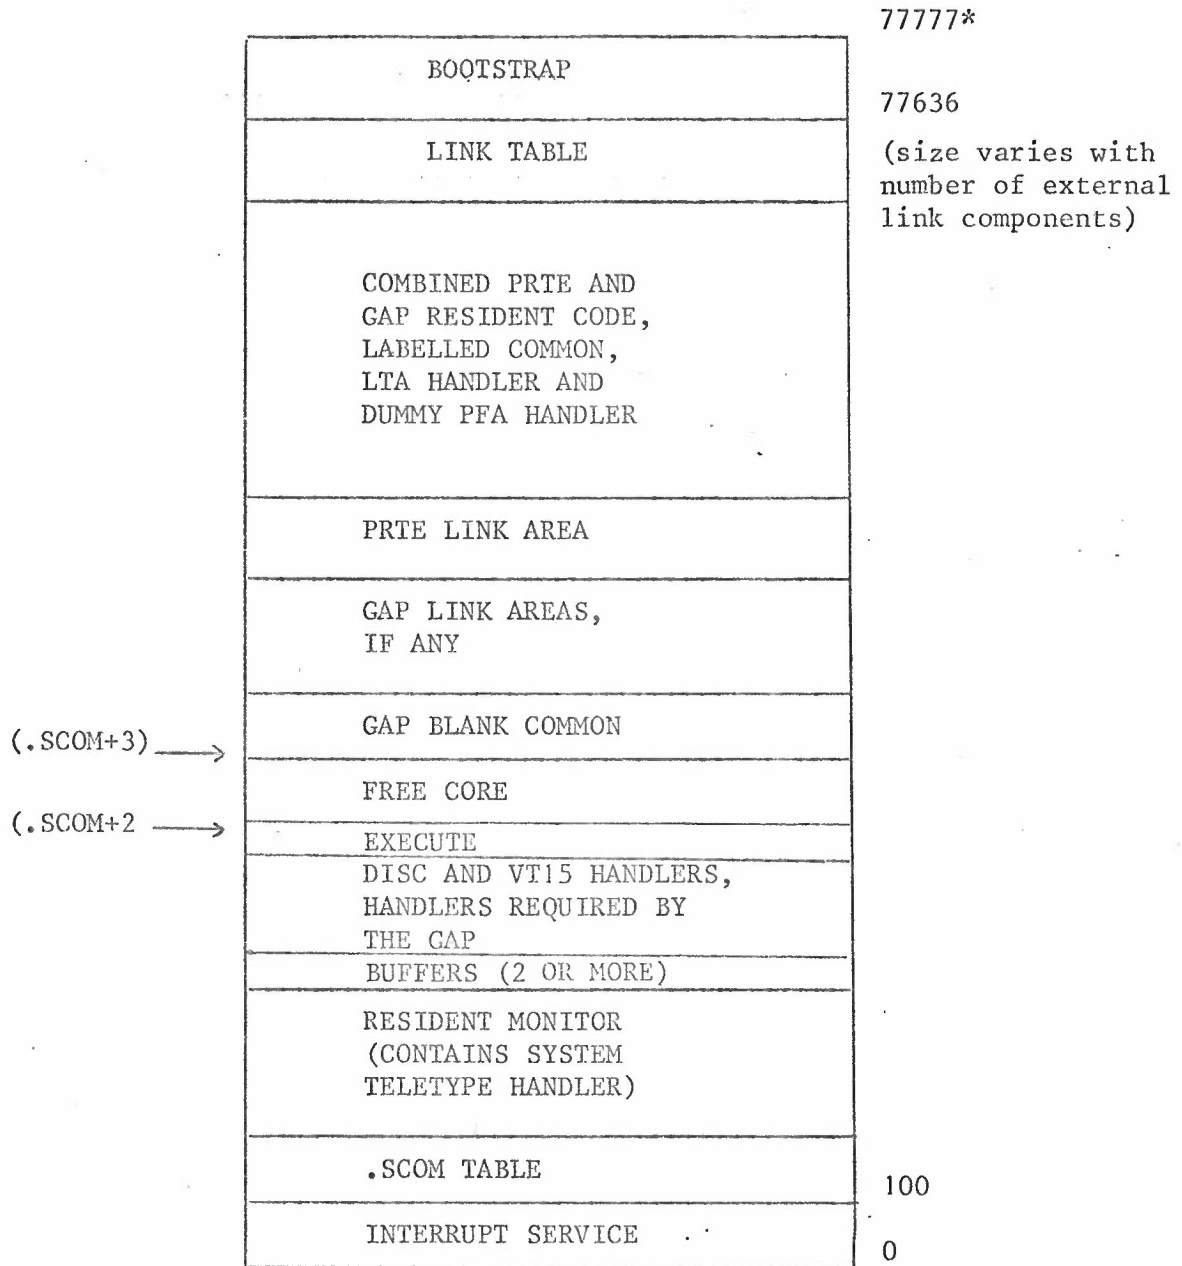 77777*
BOOTSTRAP
77636
LINK TABLE
(size varies with
number of external
link components)
COMBINED PRTE AND
GAP RESIDENT CODE,
LABELLED COMMON,
LTA HANDLER AND
DUMMY PFA HANDLER
PRTE LINK AREA
GAP LINK AREAS,
IF ANY
GAP BLANK COMMON
(.SCOM+3)
FREE CORE
(.SCOM+2
EXECUTE
DISC AND VT15 HANDLERS,
HANDLERS REQUIRED BY
THE GAP
BUFFERS (2 OR MORE)
RESIDENT MONITOR
(CONTAINS SYSTEM
TELETYPE HANDLER)
.SCOM TABLE
100
INTERRUPT SERVICE
0